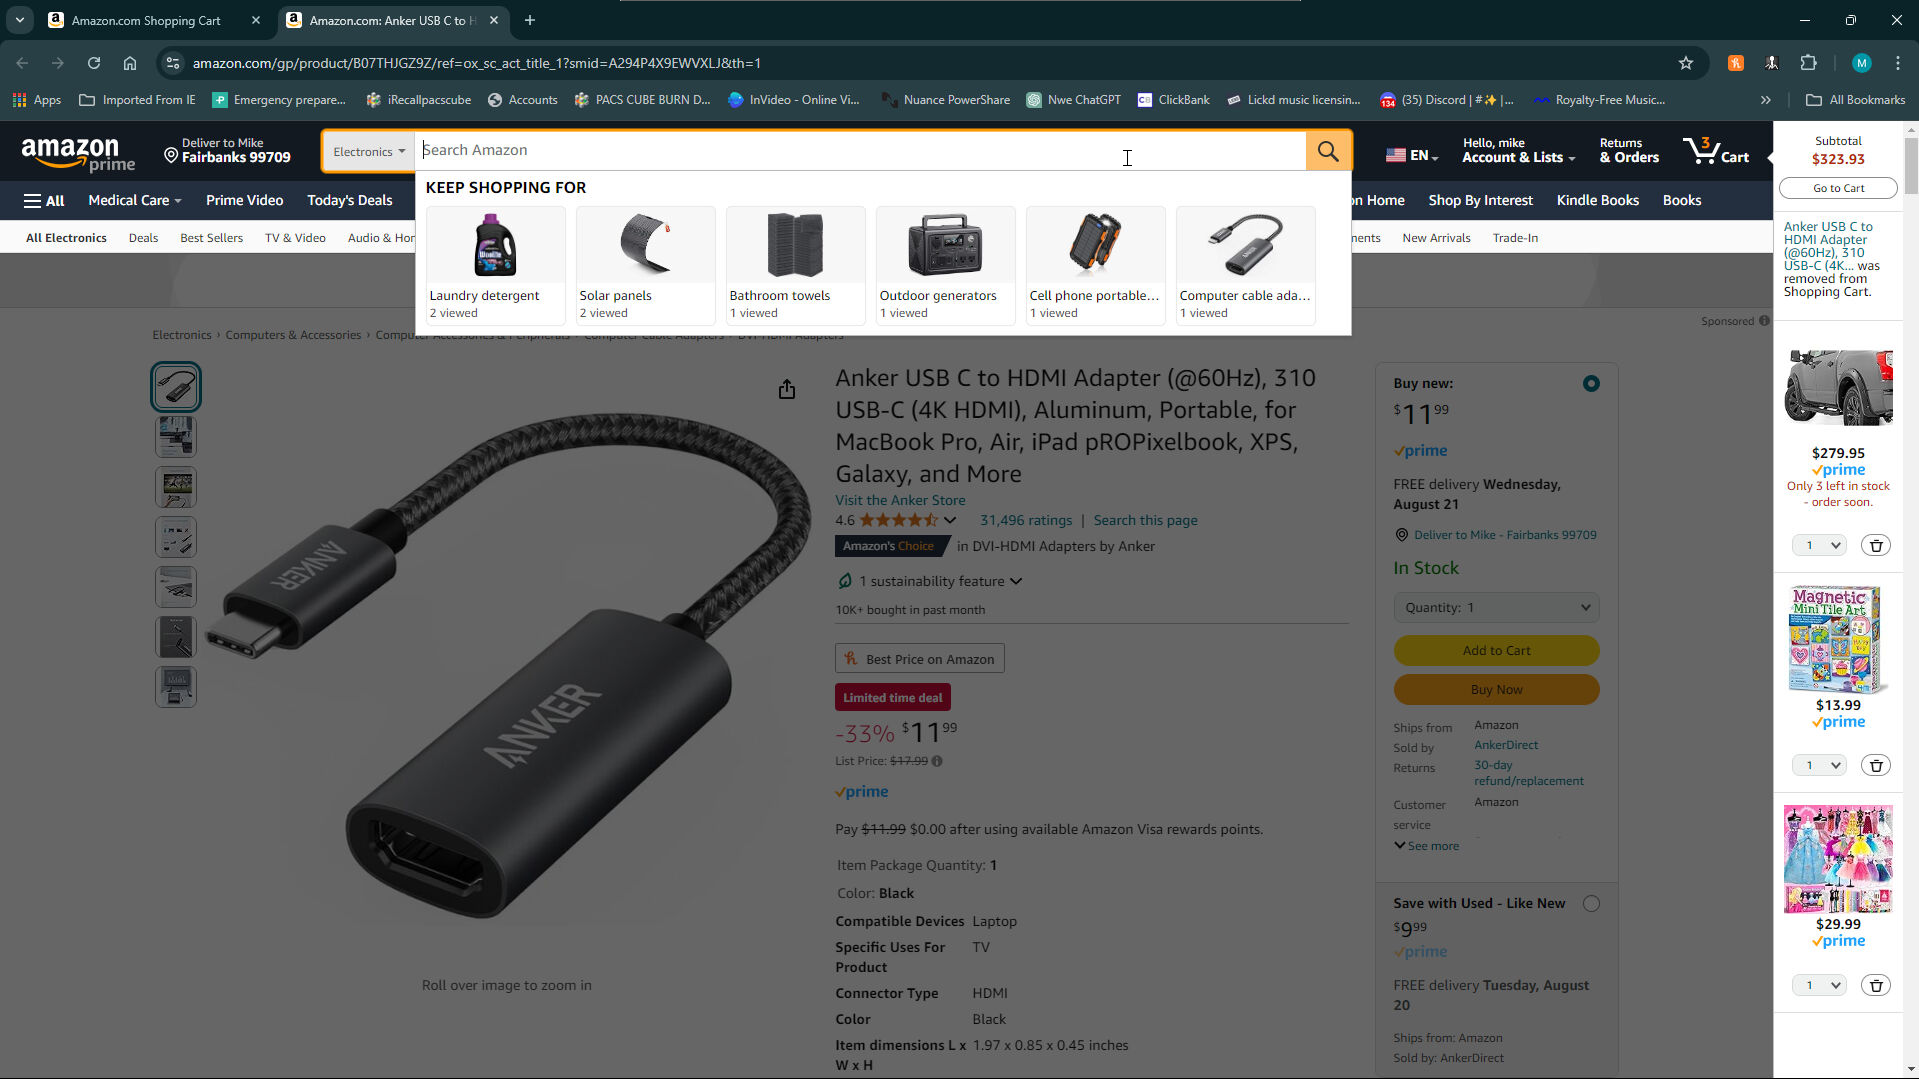 Amazon.com Shopping Cart
Amazon.com: Anker USB C to H
amazon.com/gp/product/B07THJGZ9Z/ref=ox_sc_act_title_1?smid=A294P4X9EWVXLJ&th=1
M
Apps
Imported From IE
Emergency prepare...
iRecallpacscube
Accounts
PACS CUBE BURN D...
InVideo - Online Vi...
Nuance PowerShare
Nwe ChatGPT
CB
ClickBank
Lickd music licensin...
134
(35) Discord | #✨ |...
Royalty-Free Music...
All Bookmarks
amazon prime
Deliver to Mike
Fairbanks 99709
Electronics
Search Amazon
EN
Hello, mike
Account & Lists
Returns
& Orders
3
Cart
All
Medical Care
Prime Video
Today's Deals
on Home
Shop By Interest
Kindle Books
Books
All Electronics
Deals
Best Sellers
TV & Video
Audio & Hor
ments
New Arrivals
Trade-In
KEEP SHOPPING FOR
Laundry detergent
2 viewed
Solar panels
2 viewed
Bathroom towels
1 viewed
Outdoor generators
1 viewed
Cell phone portable...
1 viewed
Computer cable ada...
1 viewed
Sponsored
Electronics › Computers & Accessories › Computer Accessories & Peripherals › Computer Cable Adapters › DVI-HDMI Adapters
ANKER
ANKER
Roll over image to zoom in
Anker USB C to HDMI Adapter (@60Hz), 310
USB-C (4K HDMI), Aluminum, Portable, for
MacBook Pro, Air, iPad pROPixelbook, XPS,
Galaxy, and More
Visit the Anker Store
4.6
31,496 ratings | Search this page
Amazon's Choice in DVI-HDMI Adapters by Anker
1 sustainability feature
10K+ bought in past month
Best Price on Amazon
Limited time deal
-33% $11 99
List Price: $17.99
prime
Pay $11.99 $0.00 after using available Amazon Visa rewards points.
Item Package Quantity: 1
Color: Black
Compatible Devices Laptop
Specific Uses For Product TV
Connector Type HDMI
Color Black
Item dimensions L x W x H 1.97 x 0.85 x 0.45 inches
Buy new:
$11 99
prime
FREE delivery Wednesday,
August 21
Deliver to Mike - Fairbanks 99709
In Stock
Quantity: 1
Add to Cart
Buy Now
Ships from Amazon
Sold by AnkerDirect
Returns 30-day
refund/replacement
Customer service Amazon
See more
Save with Used - Like New
$9 99
prime
FREE delivery Tuesday, August
20
Ships from: Amazon
Sold by: AnkerDirect
Subtotal
$323.93
Go to Cart
Anker USB C to
HDMI Adapter
(@60Hz), 310
USB-C (4K... was
removed from
Shopping Cart.
$279.95
prime
Only 3 left in stock
- order soon.
1
Magnetic
Mini Tile Art
$13.99
prime
1
$29.99
prime
1